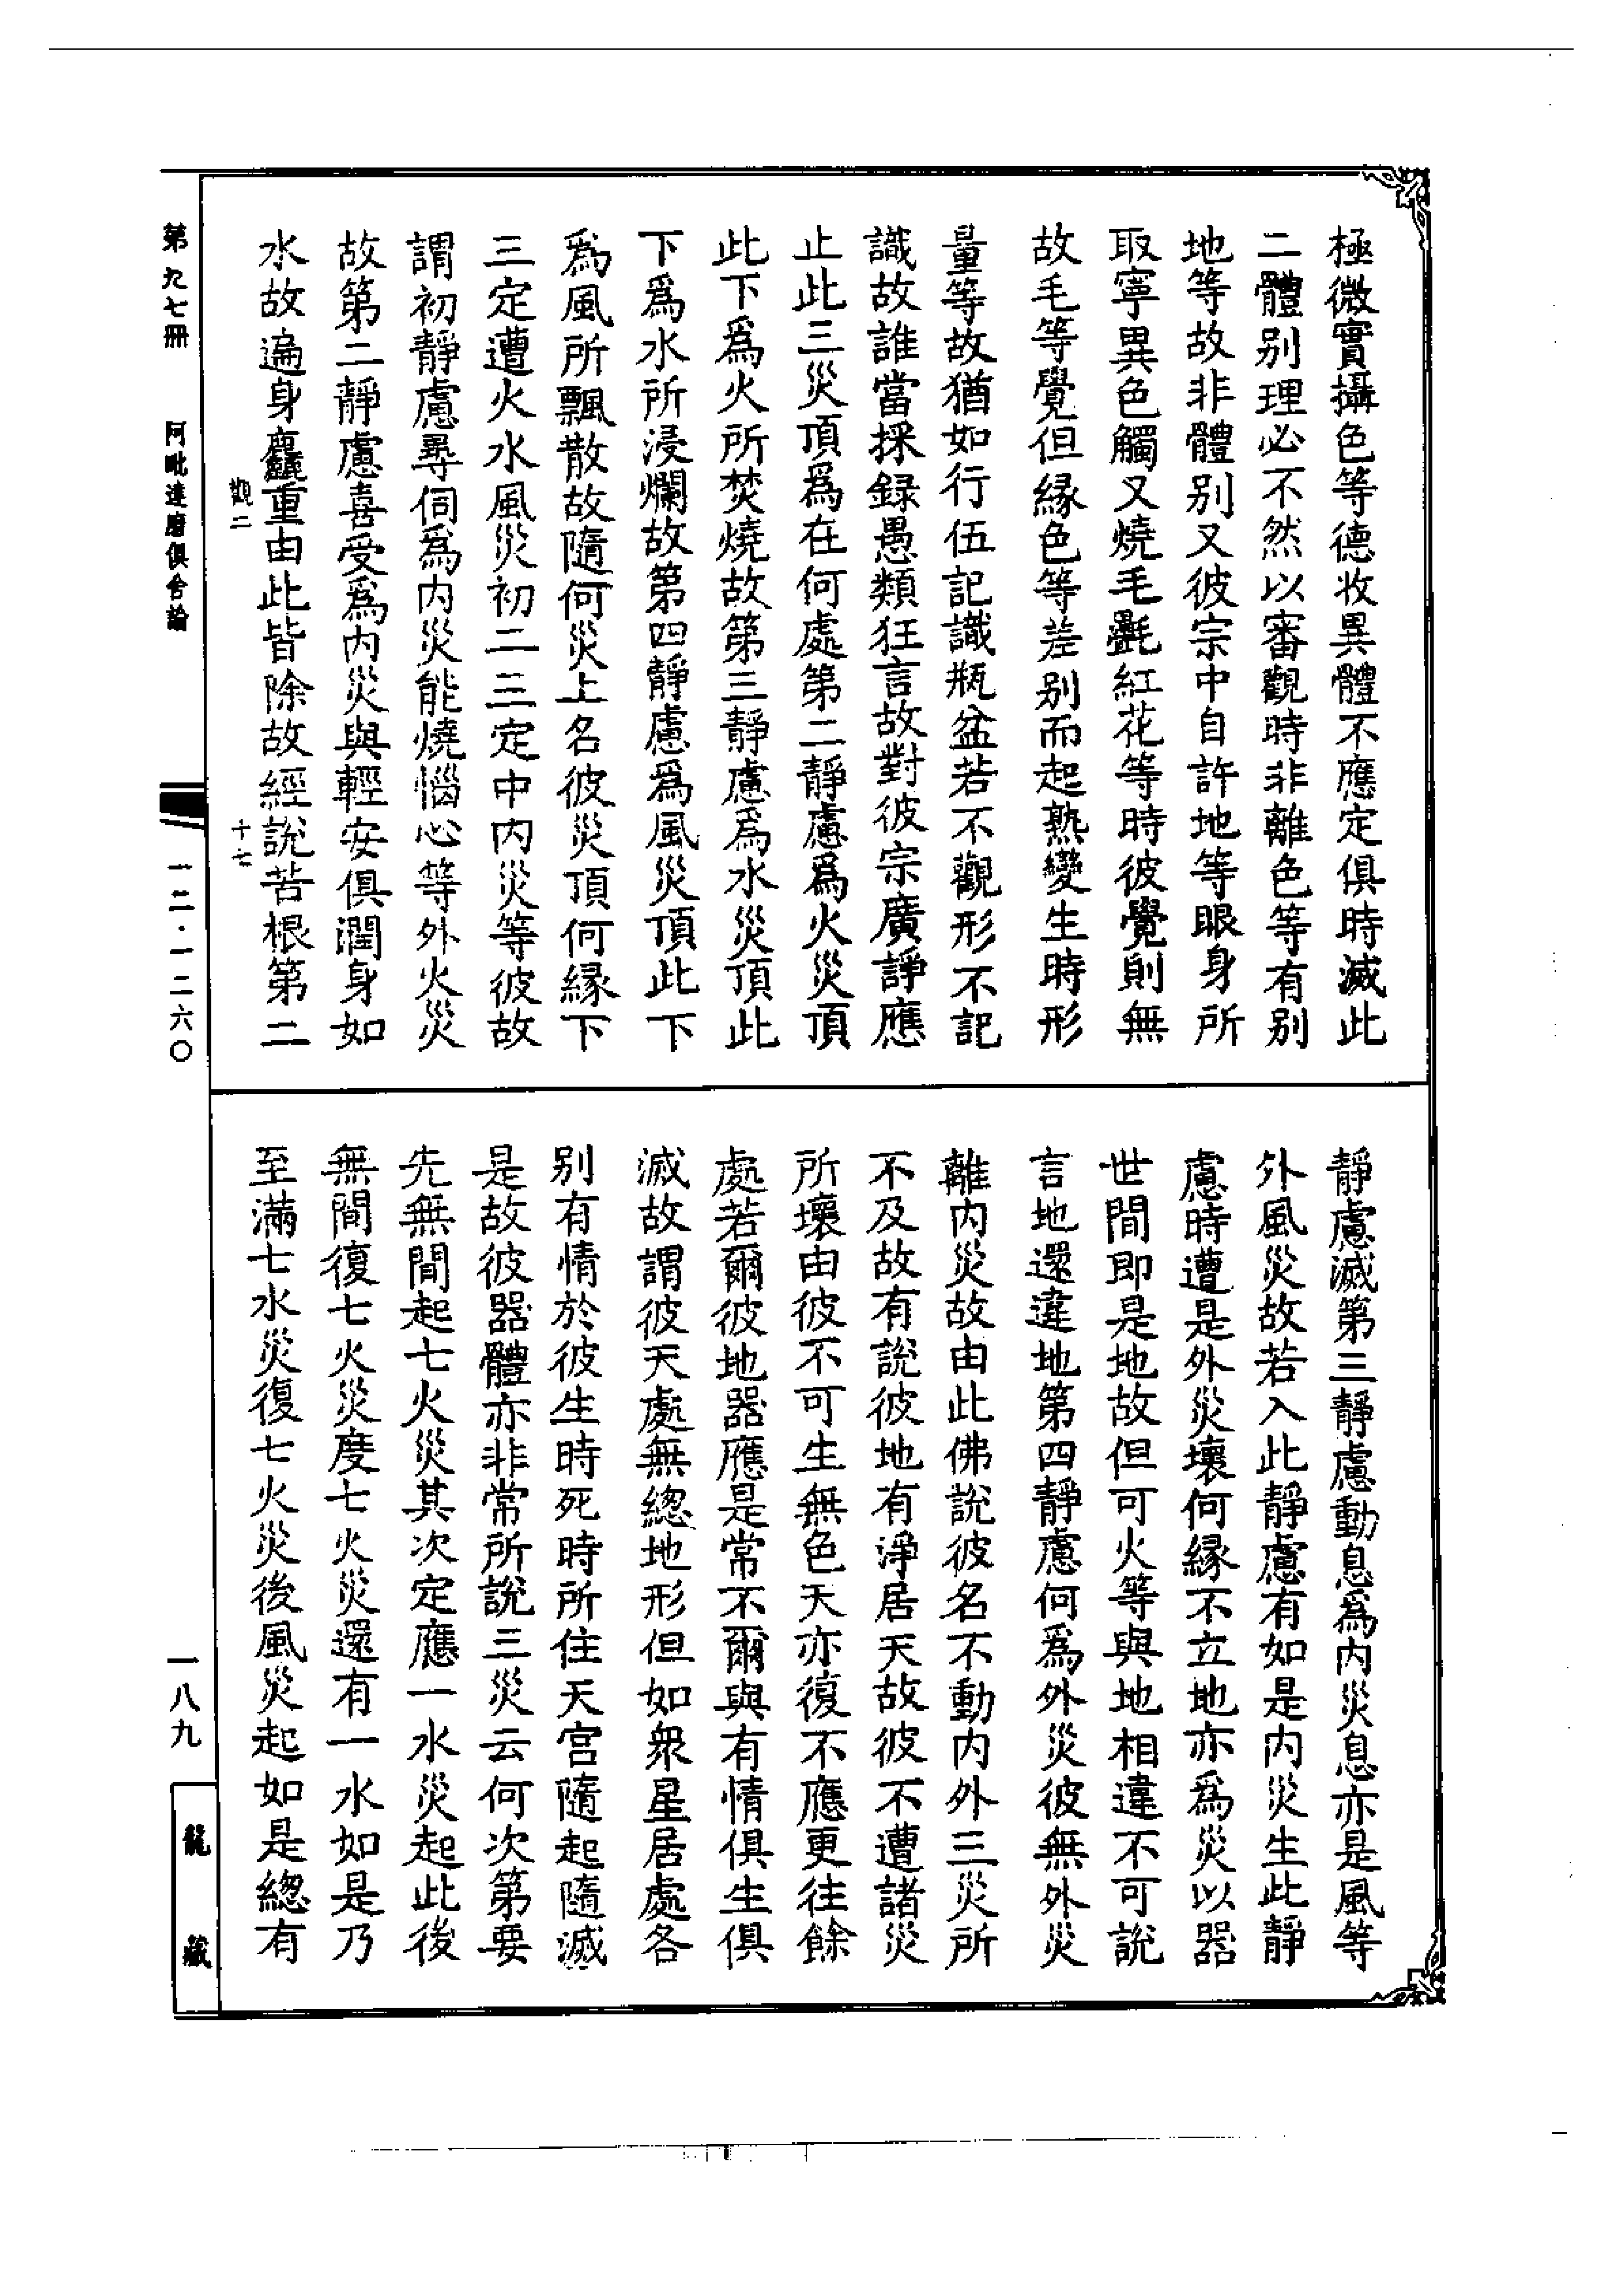 極微實攝色等德收異體不應定俱時滅此
二體別理必不然以審觀時非離色等有別
地等故非體別又彼宗中自許地等眼身所
取寧異色觸又燒毛㲲紅花等時彼覺則無
故毛等覺但緣色等差別而起熟變生時形
量等故猶如行伍記識瓶盆若不觀形不記
識故誰當採録愚類狂言故對彼宗廣諍應
止此三災頂爲在何處第二靜慮爲火災頂
此下爲火所焚燒故第三靜慮爲水災頂此
下爲水所浸爛故第四靜慮爲風災頂此下
爲風所飄散故隨何災上名彼災頂何緣下
三定遭火水風災初二三定中內災等彼故
謂初靜慮尋伺爲內災能燒惱心等外火災
故第二靜慮喜受爲內災與輕安俱潤身如
水故遍身麤重由此皆除故經說苦根第二
靜慮滅第三靜慮動息爲內災息亦是風等
外風災故若入此靜慮有如是內災生此靜
慮時遭是外災壞何緣不立地亦爲災以器
世間即是地故但可火等與地相違不可說
言地還違地第四靜慮何爲外災彼無外災
離內災故由此佛說彼名不動內外三災所
不及故有說彼地有淨居天故彼不遭諸災
所壞由彼不可生無色天亦復不應更往餘
處若爾彼地器應是常不爾與有情俱生俱
滅故謂彼天處無總地形但如衆星居處各
別有情於彼生時死時所住天宮隨起隨滅
是故彼器體亦非常所說三災云何次第要
先無間起七火災其次定應一水災起此後
無間復七火災度七火災還有一水如是乃
至滿七水災復七火災後風災起如是總有
觀二
十七
第九七冊
阿毗達磨俱舍論
一二·一二六〇
一八九
龍藏